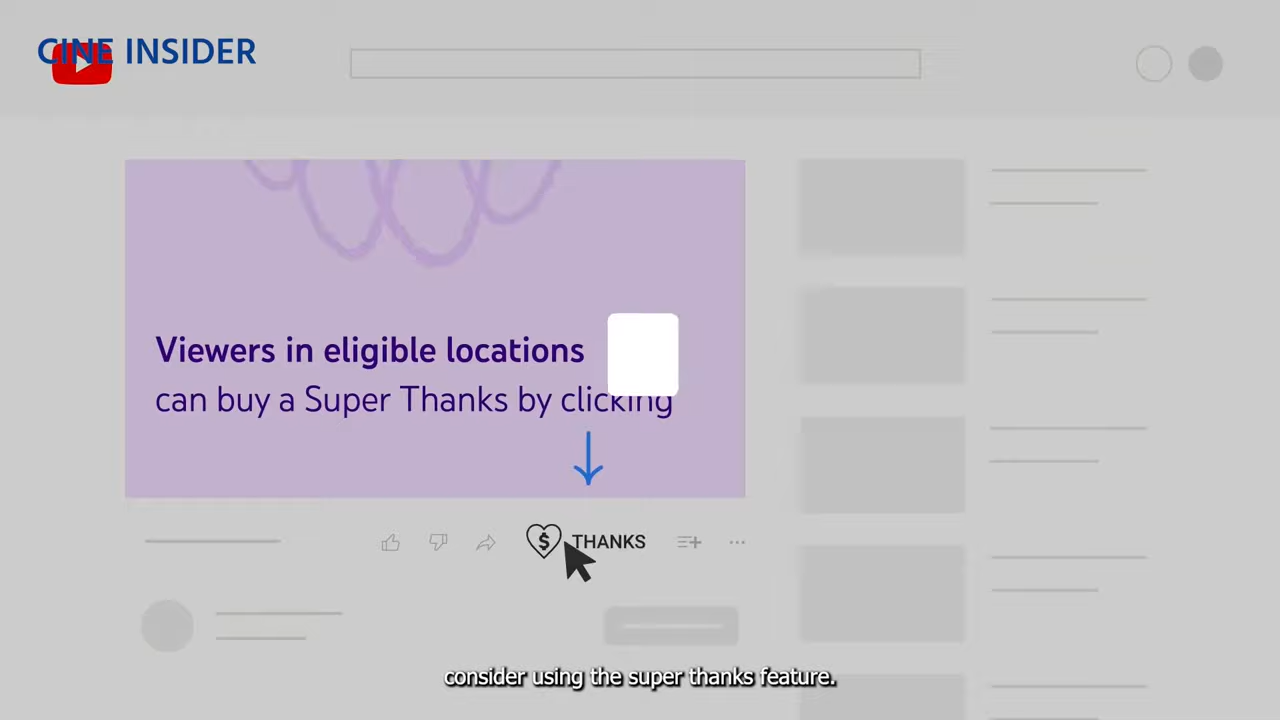 CINE INSIDER
Viewers in eligible locations
can buy a Super Thanks by clicking
$ THANKS
consider using the super thanks feature.